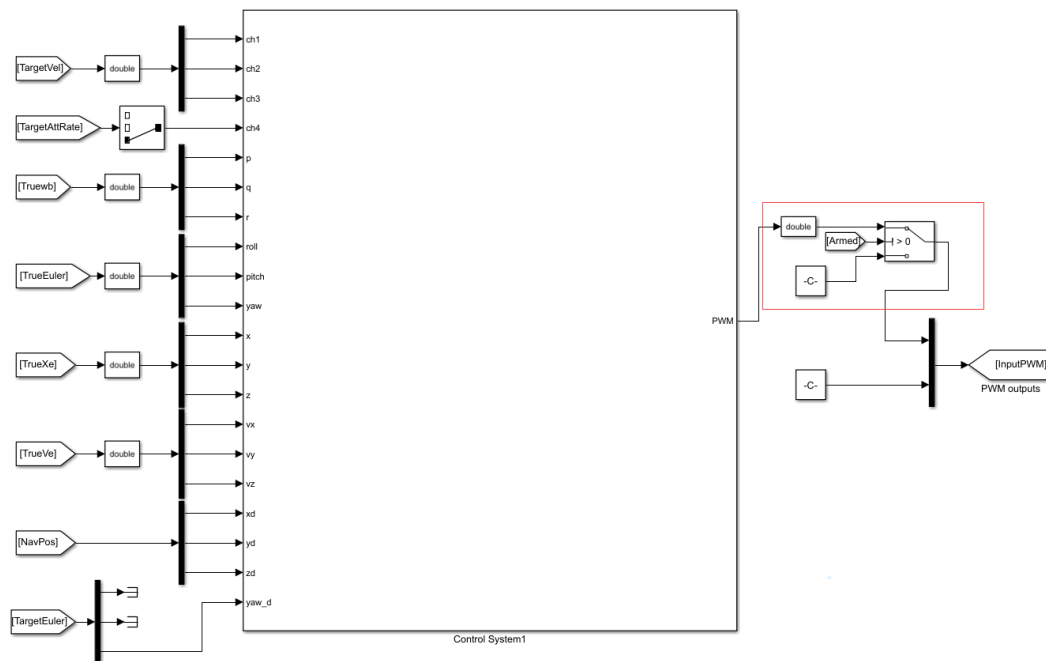 [TargetVel]
double
ch1
ch2
ch3
[TargetAttRate]
ch4
[Truewb]
double
p
q
r
[TrueEuler]
double
roll
pitch
yaw
[TrueXe]
double
x
y
z
[TrueVe]
double
vx
vy
vz
[NavPos]
xd
yd
zd
[TargetEuler]
yaw_d
Control System1
PWM
double
[Armed]
> 0
-C-
-C-
[InputPWM]
PWM outputs